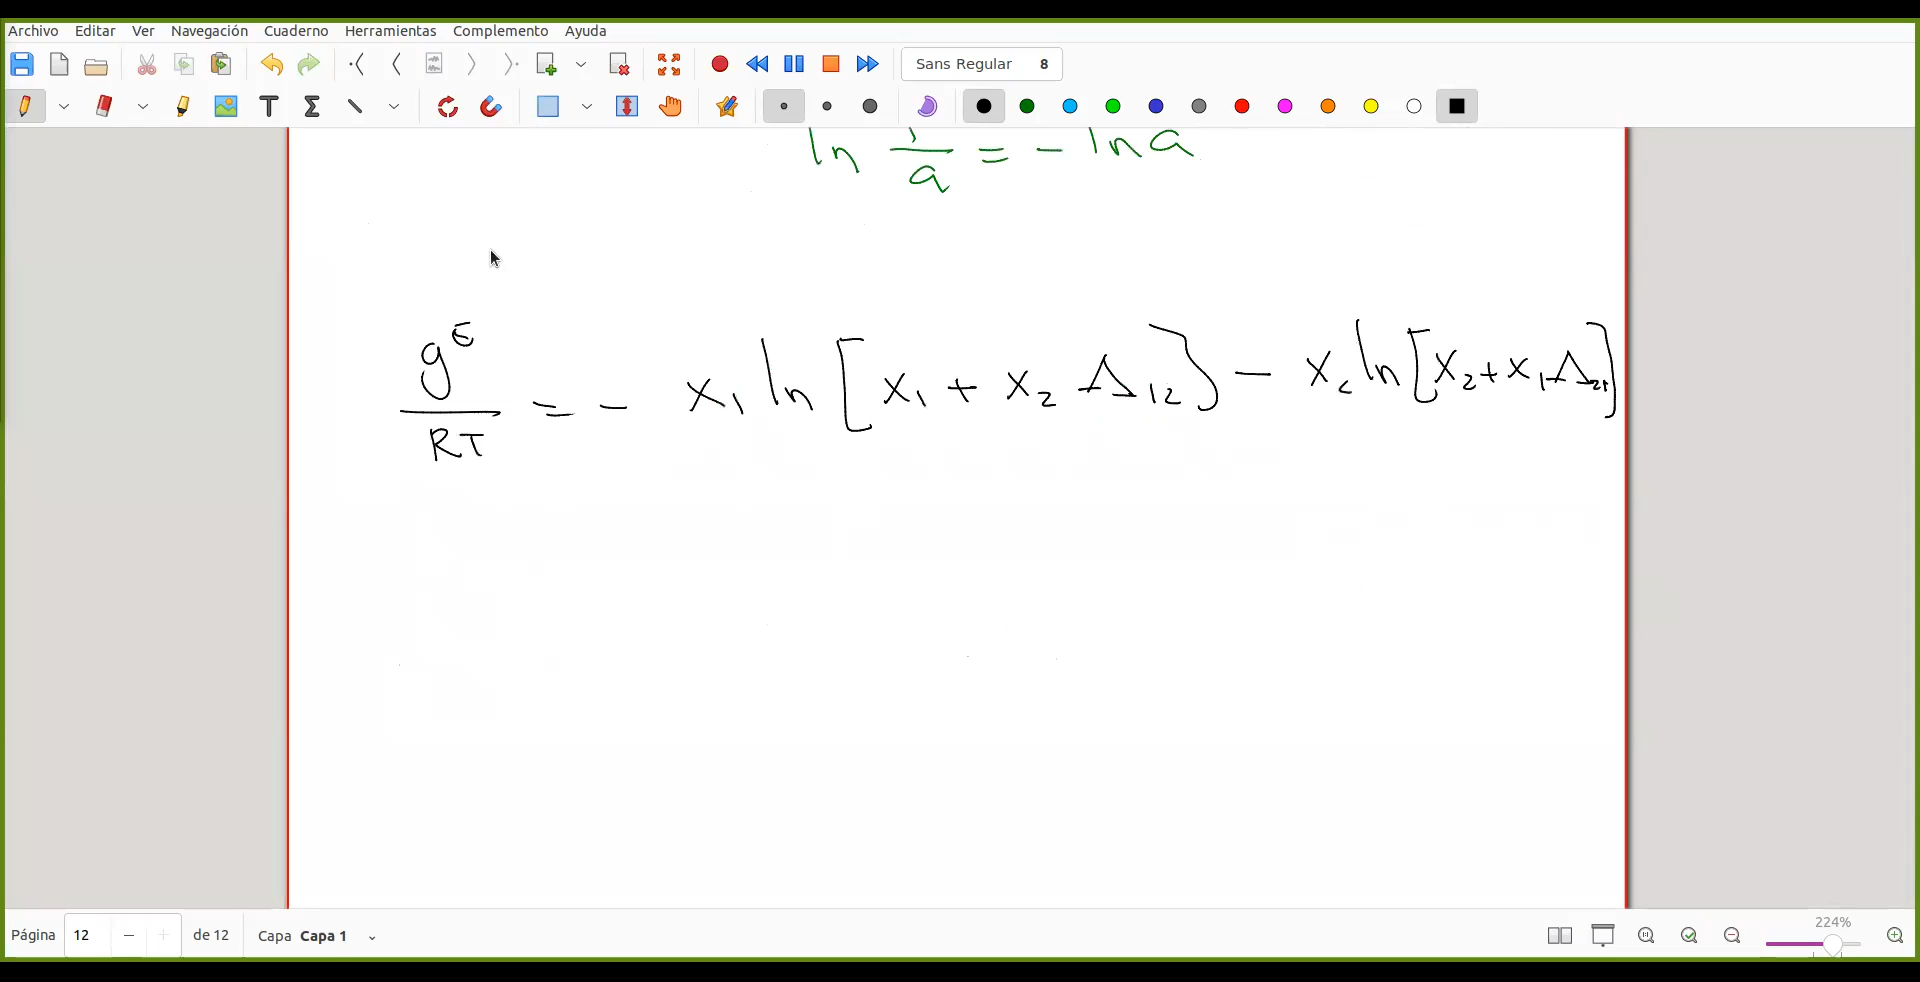 Archivo Editar Ver Navegación Cuaderno Herramientas Complemento Ayuda
Sans Regular 8
ln 1/a = - ln a
g^E/RT = - x₁ ln [x₁ + x₂ Λ₁₂] - x₂ ln [x₂ + x₁ Λ₂₁]
Página 12 de 12 Capa Capa 1 224%